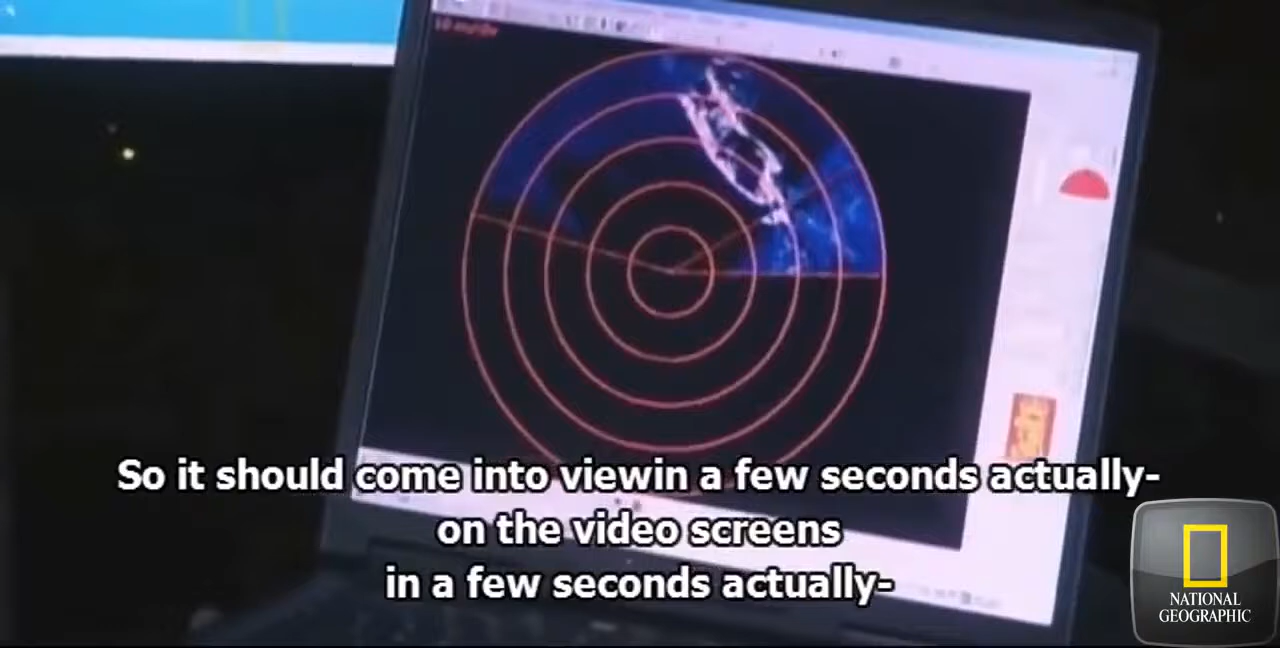 So it should come into viewin a few seconds actually-
on the video screens
in a few seconds actually-
NATIONAL
GEOGRAPHIC